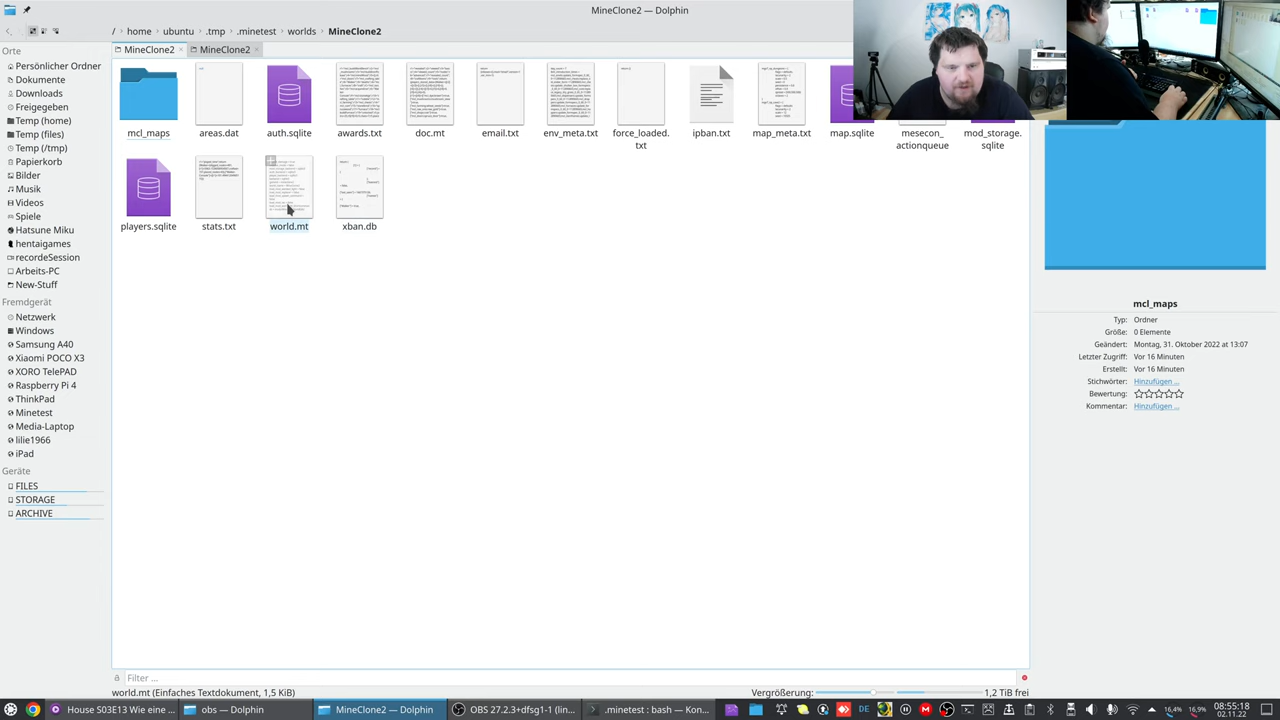 MineClone2 — Dolphin
/ home › ubuntu › .tmp › .minetest › worlds › MineClone2
MineClone2
MineClone2
Orte
Persönlicher Ordner
Dokumente
Downloads
Freigegeben
Temp (home)
Temp (files)
Temp (/tmp)
Papierkorb
Bilder
Musik
Videos
Spiele
Hatsune Miku
hentaigames
recordeSession
Arbeits-PC
New-Stuff
Fremdgerät
Netzwerk
Windows
Samsung A40
Xiaomi POCO X3
XORO TelePAD
Raspberry Pi 4
ThinkPad
Minetest
Media-Laptop
lilie1966
iPad
Geräte
FILES
STORAGE
ARCHIVE
mcl_maps
areas.dat
auth.sqlite
awards.txt
doc.mt
email.txt
env_meta.txt
force_loaded.
txt
ipban.txt
map_meta.txt
map.sqlite
mesecon_
actionqueue
mod_storage.
sqlite
players.sqlite
stats.txt
world.mt
xban.db
mcl_maps
Typ: Ordner
Größe: 0 Elemente
Geändert: Montag, 31. Oktober 2022 at 13:07
Letzter Zugriff: Vor 16 Minuten
Erstellt: Vor 16 Minuten
Stichwörter: Hinzufügen ...
Bewertung:
Kommentar: Hinzufügen ...
Filter ...
world.mt (Einfaches Textdokument, 1,5 KiB)
Vergrößerung:
1,2 TiB frei
House S03E13 Wie eine ...
obs — Dolphin
MineClone2 — Dolphin
OBS 27.2.3+dfsg1-1 (lin...
.minetest : bash — Kon...
DE
16,4%
16,9%
08:55:18
02.11.22